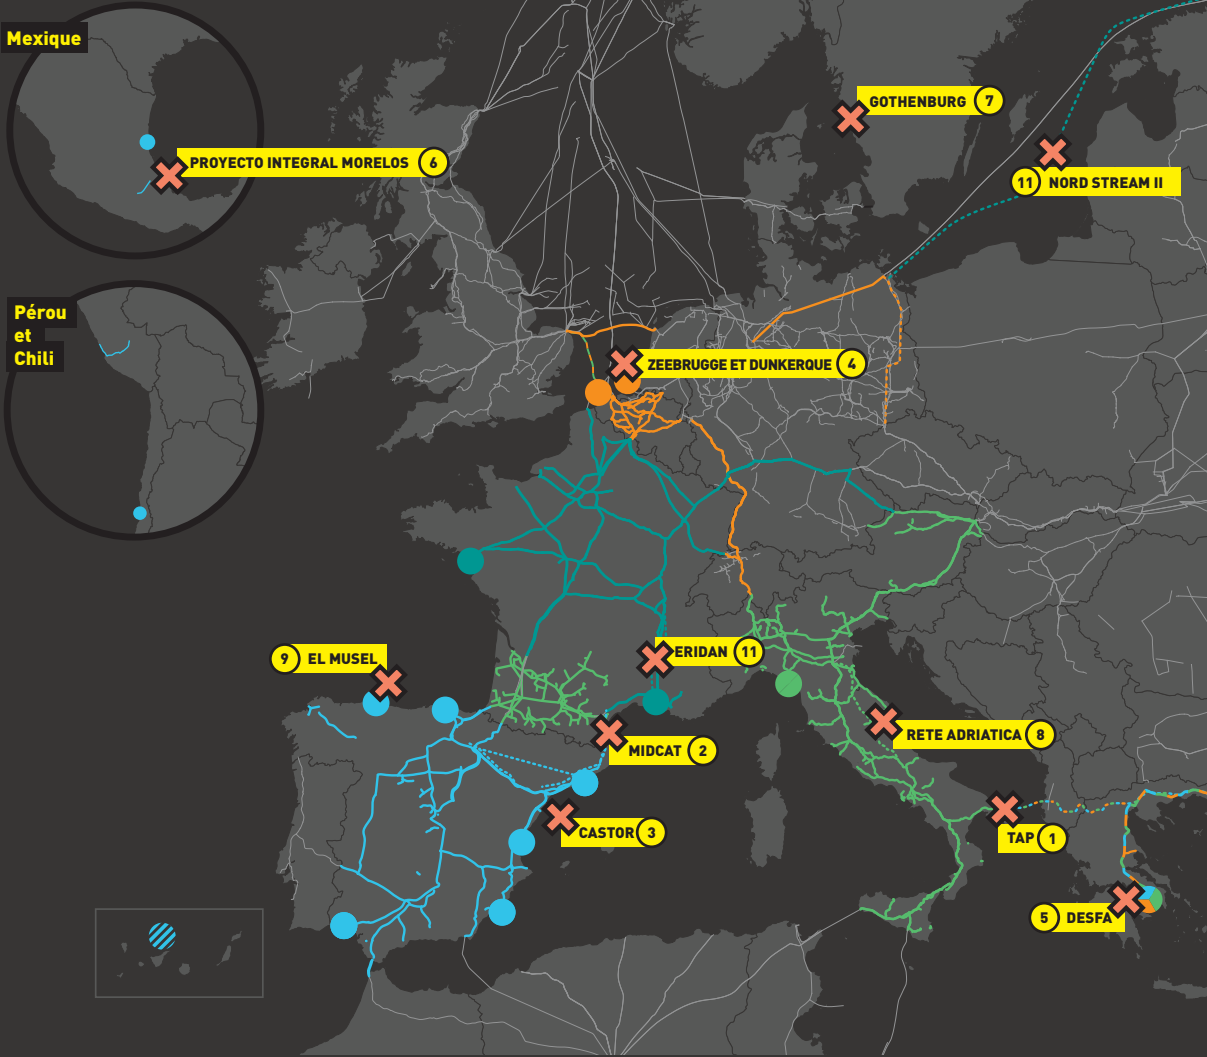 Mexique
PROYECTO INTEGRAL MORELOS 6
GOTHENBURG 7
11 NORD STREAM II
Pérou
et
Chili
ZEEBRUGGE ET DUNKERQUE 4
9 EL MUSEL
ERIDAN 11
MIDCAT 2
RETE ADRIATICA 8
CASTOR 3
TAP 1
5 DESFA